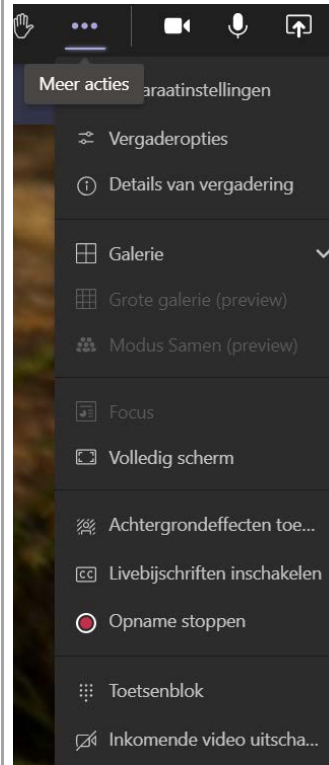 Meer acties
araatinstellingen
Vergaderopties
Details van vergadering
Galerie
Grote galerie (preview)
Modus Samen (preview)
Focus
Volledig scherm
Achtergrondeffecten toe...
CC Livebijschriften inschakelen
Opname stoppen
Toetsenblok
Inkomende video uitscha...